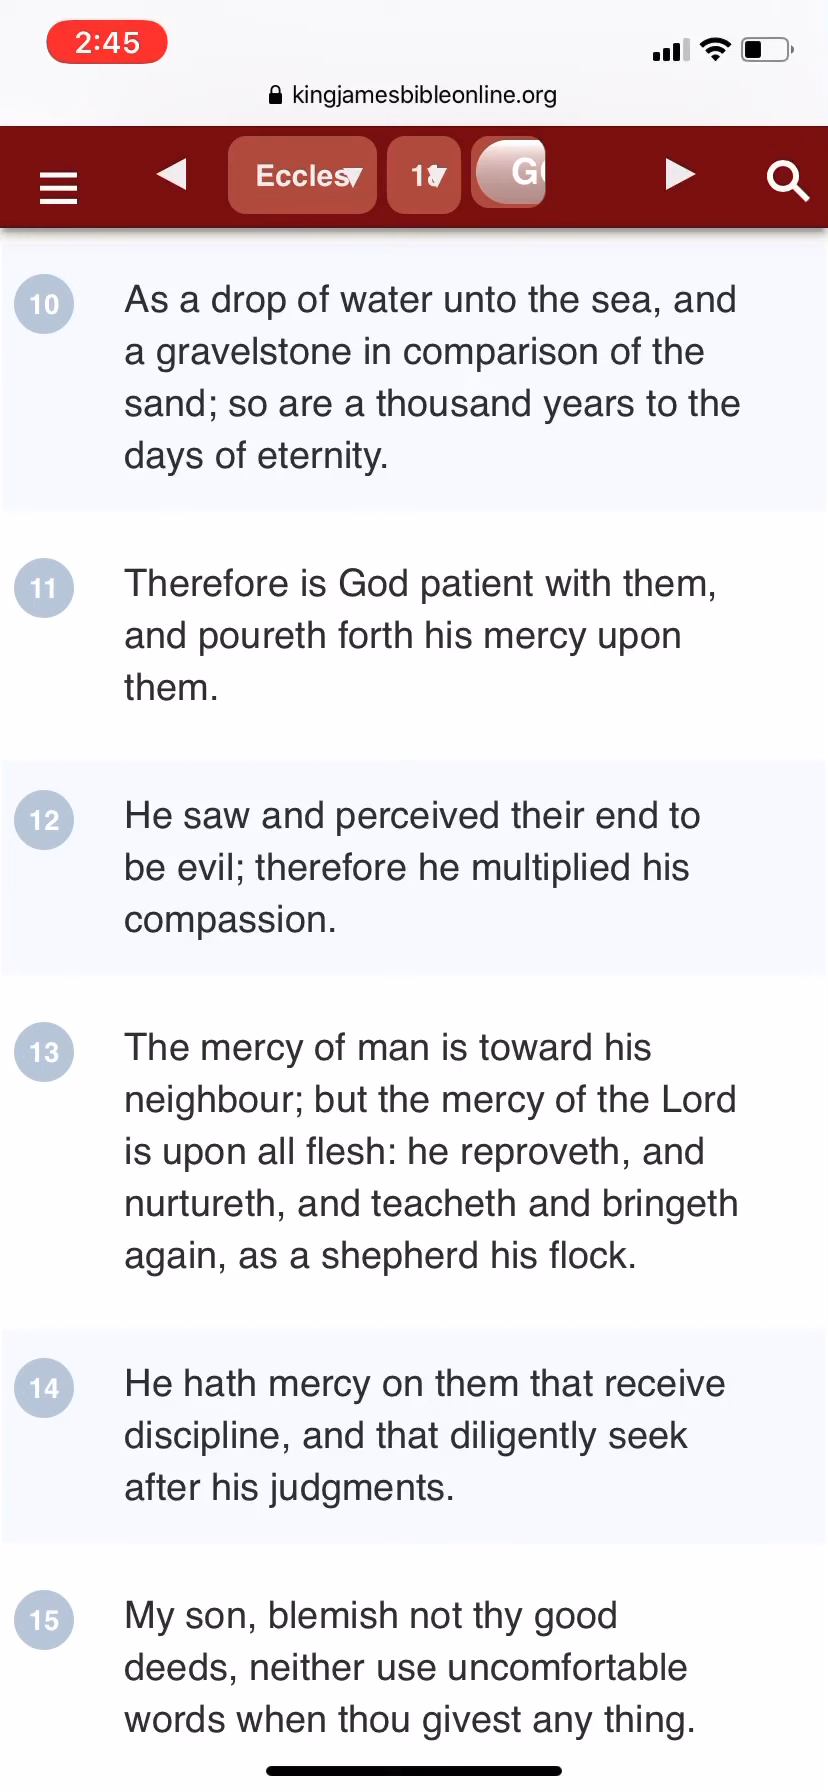 2:45
kingjamesbibleonline.org
Eccles 18 G
10 As a drop of water unto the sea, and
a gravelstone in comparison of the
sand; so are a thousand years to the
days of eternity.
11 Therefore is God patient with them,
and poureth forth his mercy upon
them.
12 He saw and perceived their end to
be evil; therefore he multiplied his
compassion.
13 The mercy of man is toward his
neighbour; but the mercy of the Lord
is upon all flesh: he reproveth, and
nurtureth, and teacheth and bringeth
again, as a shepherd his flock.
14 He hath mercy on them that receive
discipline, and that diligently seek
after his judgments.
15 My son, blemish not thy good
deeds, neither use uncomfortable
words when thou givest any thing.